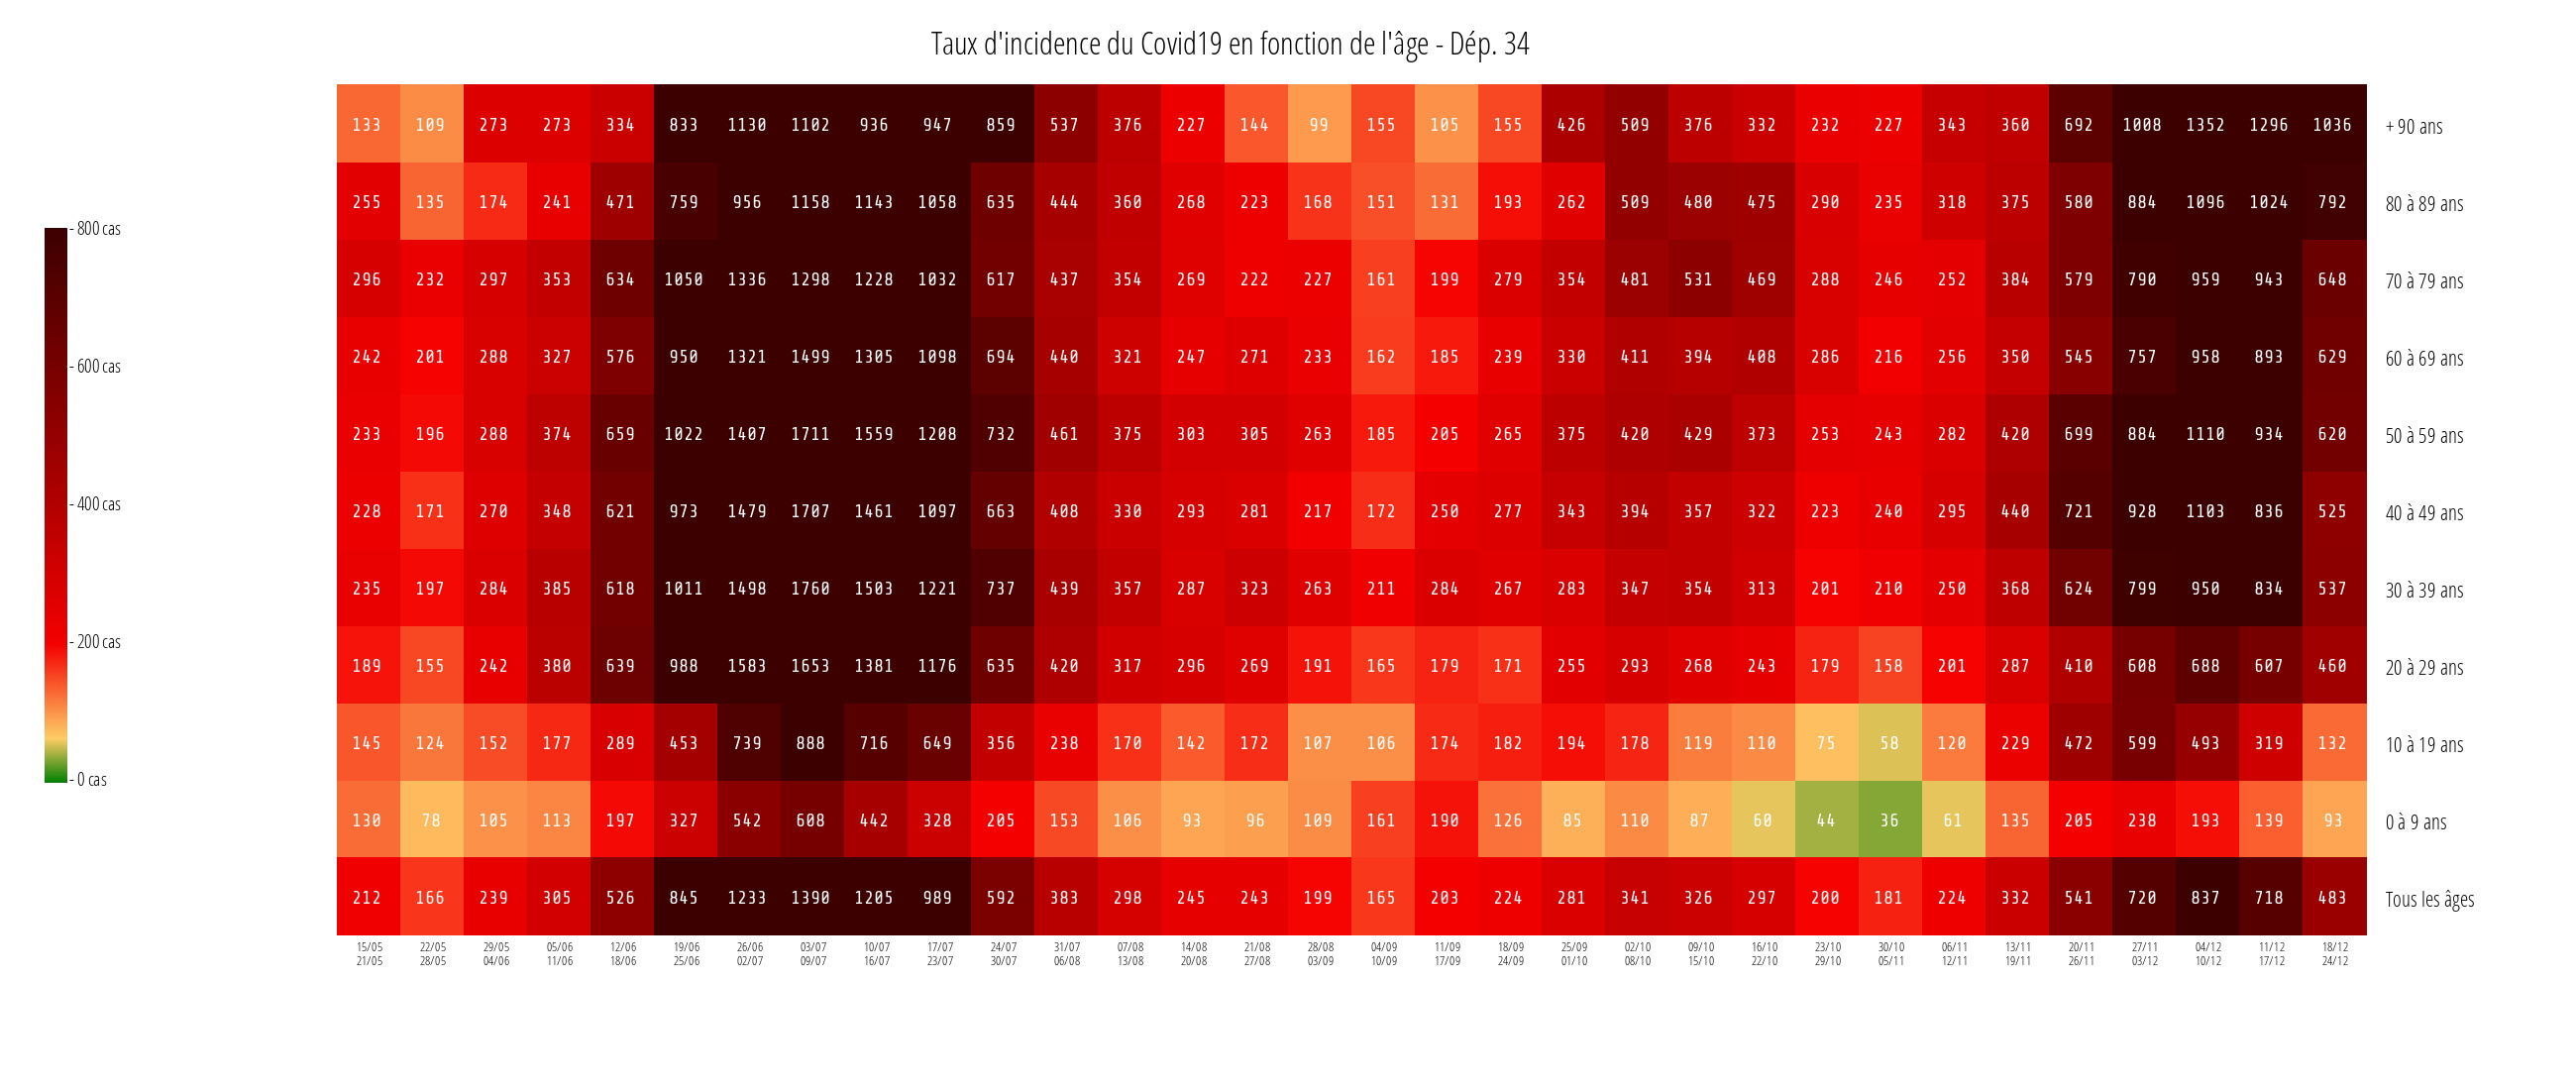 Taux d'incidence du Covid19 en fonction de l'âge - Dép. 34
- 800 cas
- 600 cas
- 400 cas
- 200 cas
- 0 cas
133 109 273 273 334 833 1130 1102 936 947 859 537 376 227 144 99 155 105 155 426 509 376 332 232 227 343 360 692 1008 1352 1296 1036 + 90 ans
255 135 174 241 471 759 956 1158 1143 1058 635 444 360 268 223 168 151 131 193 262 509 480 475 290 235 318 375 580 884 1096 1024 792 80 à 89 ans
296 232 297 353 634 1050 1336 1298 1228 1032 617 437 354 269 222 227 161 199 279 354 481 531 469 288 246 252 384 579 790 959 943 648 70 à 79 ans
242 201 288 327 576 950 1321 1499 1305 1098 694 440 321 247 271 233 162 185 239 330 411 394 408 286 216 256 350 545 757 958 893 629 60 à 69 ans
233 196 288 374 659 1022 1407 1711 1559 1208 732 461 375 303 305 263 185 205 265 375 420 429 373 253 243 282 420 699 884 1110 934 620 50 à 59 ans
228 171 270 348 621 973 1479 1707 1461 1097 663 408 330 293 281 217 172 250 277 343 394 357 322 223 240 295 440 721 928 1103 836 525 40 à 49 ans
235 197 284 385 618 1011 1498 1760 1503 1221 737 439 357 287 323 263 211 284 267 283 347 354 313 201 210 250 368 624 799 950 834 537 30 à 39 ans
189 155 242 380 639 988 1583 1653 1381 1176 635 420 317 296 269 191 165 179 171 255 293 268 243 179 158 201 287 410 608 688 607 460 20 à 29 ans
145 124 152 177 289 453 739 888 716 649 356 238 170 142 172 107 106 174 182 194 178 119 110 75 58 120 229 472 599 493 319 132 10 à 19 ans
130 78 105 113 197 327 542 608 442 328 205 153 106 93 96 109 161 190 126 85 110 87 60 44 36 61 135 205 238 193 139 93 0 à 9 ans
212 166 239 305 526 845 1233 1390 1205 989 592 383 298 245 243 199 165 203 224 281 341 326 297 200 181 224 332 541 720 837 718 483 Tous les âges
15/05 22/05 29/05 05/06 12/06 19/06 26/06 03/07 10/07 17/07 24/07 31/07 07/08 14/08 21/08 28/08 04/09 11/09 18/09 25/09 02/10 09/10 16/10 23/10 30/10 06/11 13/11 20/11 27/11 04/12 11/12 18/12
21/05 28/05 04/06 11/06 18/06 25/06 02/07 09/07 16/07 23/07 30/07 06/08 13/08 20/08 27/08 03/09 10/09 17/09 24/09 01/10 08/10 15/10 22/10 29/10 05/11 12/11 19/11 26/11 03/12 10/12 17/12 24/12